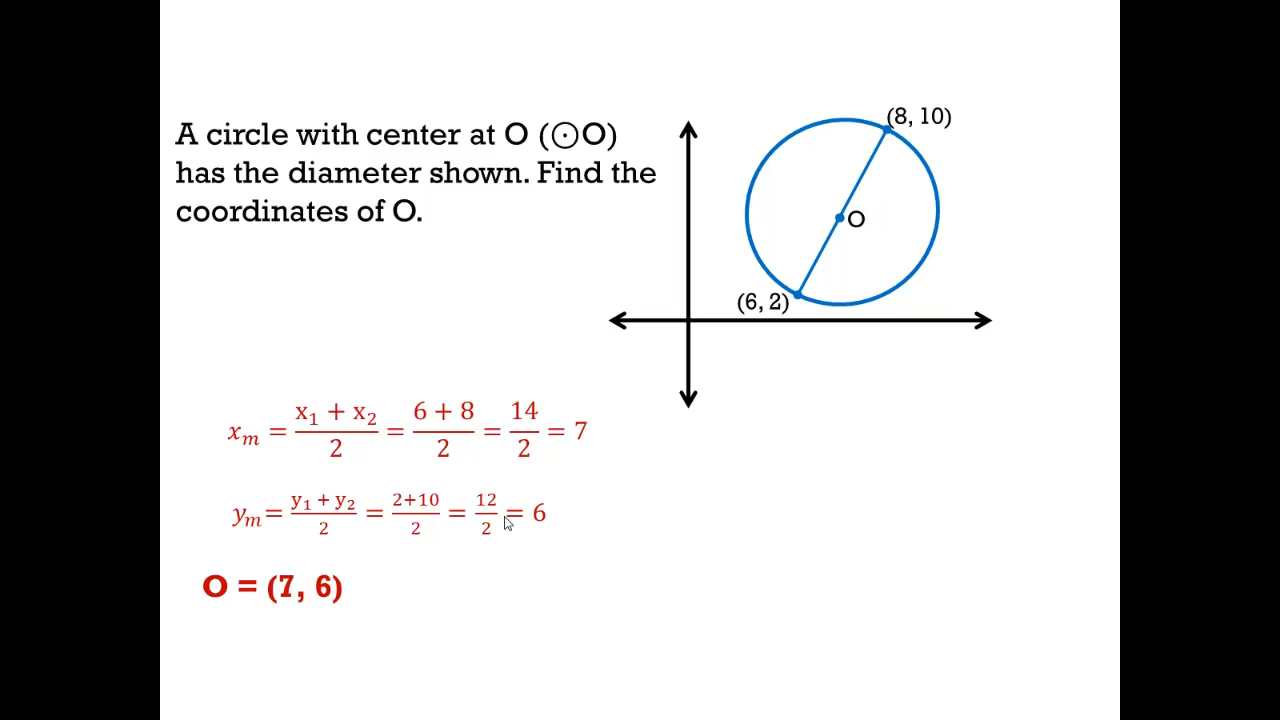 A circle with center at O (⨀O)
has the diameter shown. Find the
coordinates of O.
(8, 10)
O
(6, 2)
x_m = (x₁ + x₂)/2 = (6 + 8)/2 = 14/2 = 7
y_m = (y₁ + y₂)/2 = (2+10)/2 = 12/2 = 6
O = (7, 6)